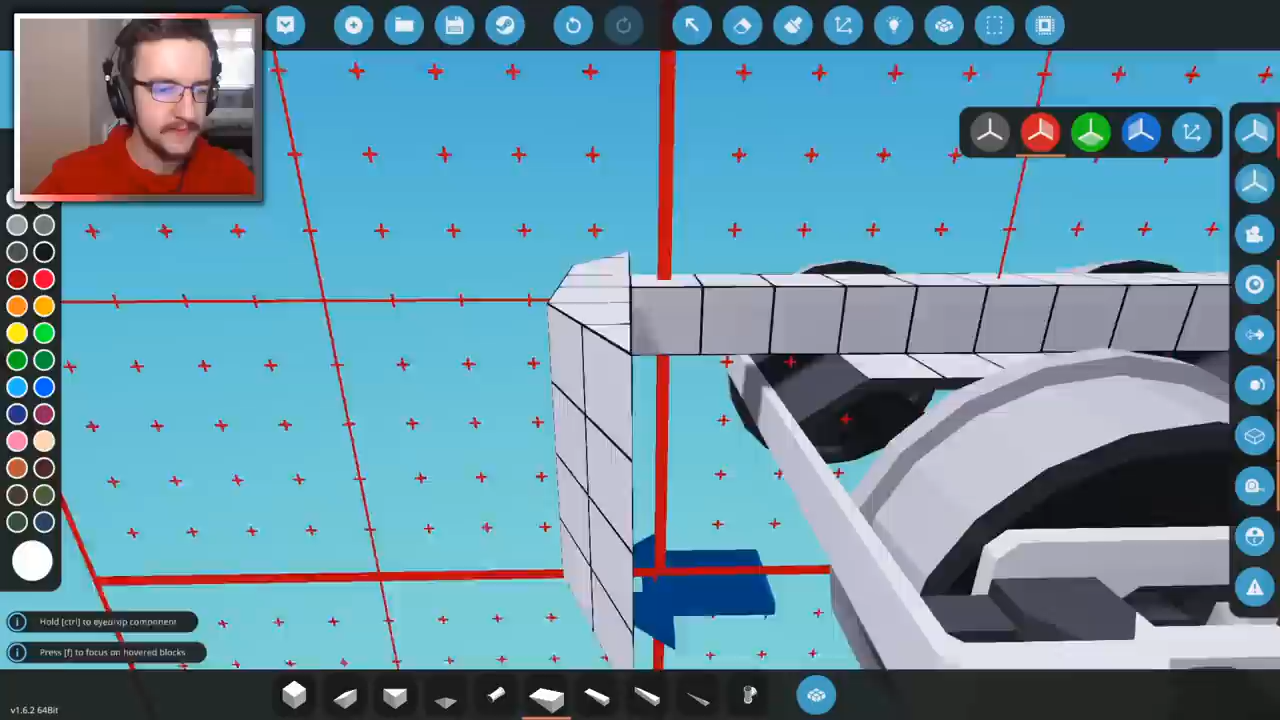 Hold [ctrl] to eyedrop component
Press [f] to focus on hovered blocks
v1.6.2 64Bit